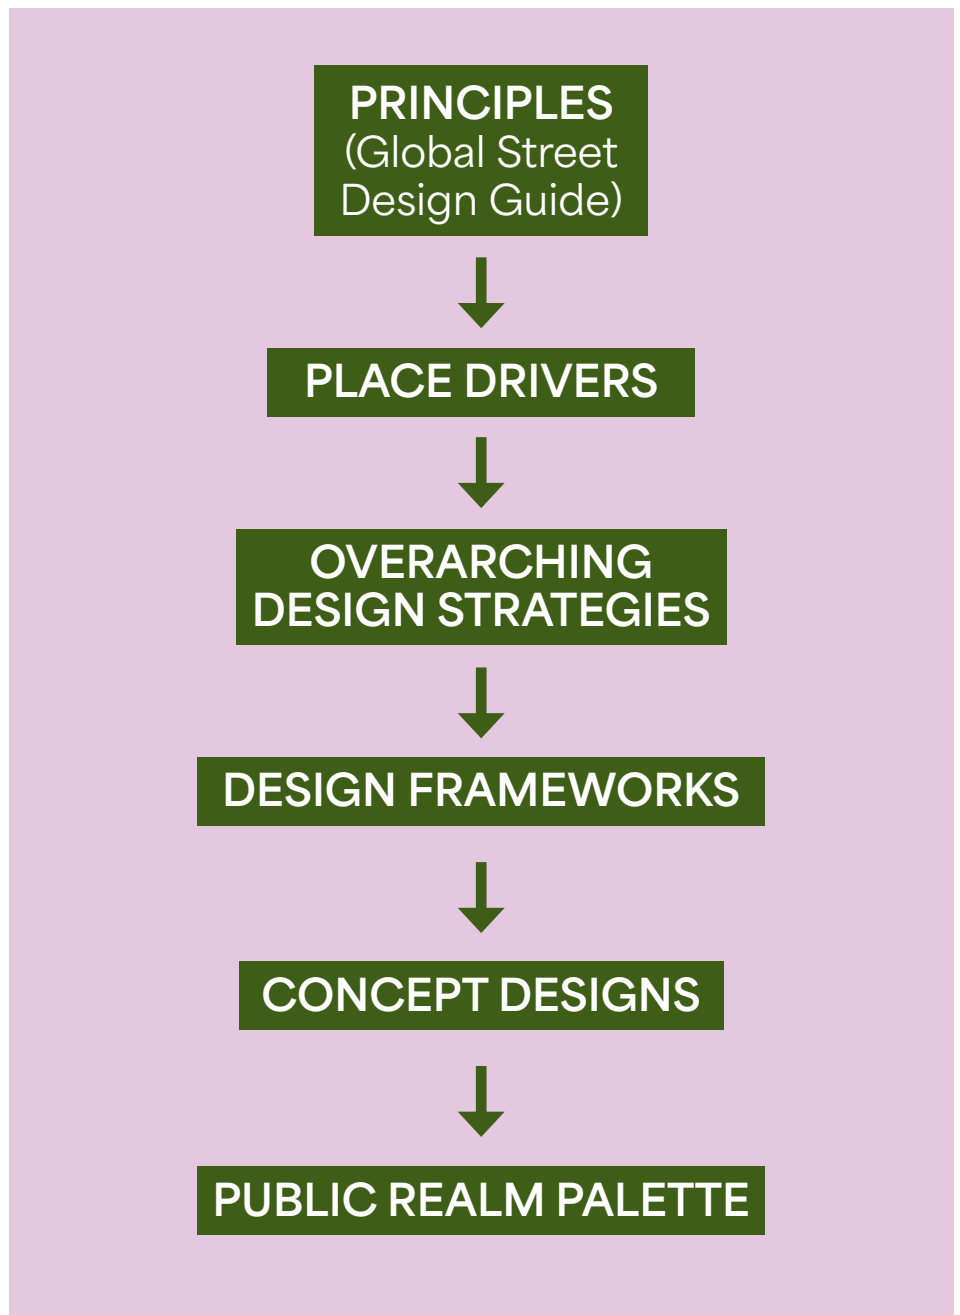 PRINCIPLES
(Global Street
Design Guide)
PLACE DRIVERS
OVERARCHING
DESIGN STRATEGIES
DESIGN FRAMEWORKS
CONCEPT DESIGNS
PUBLIC REALM PALETTE